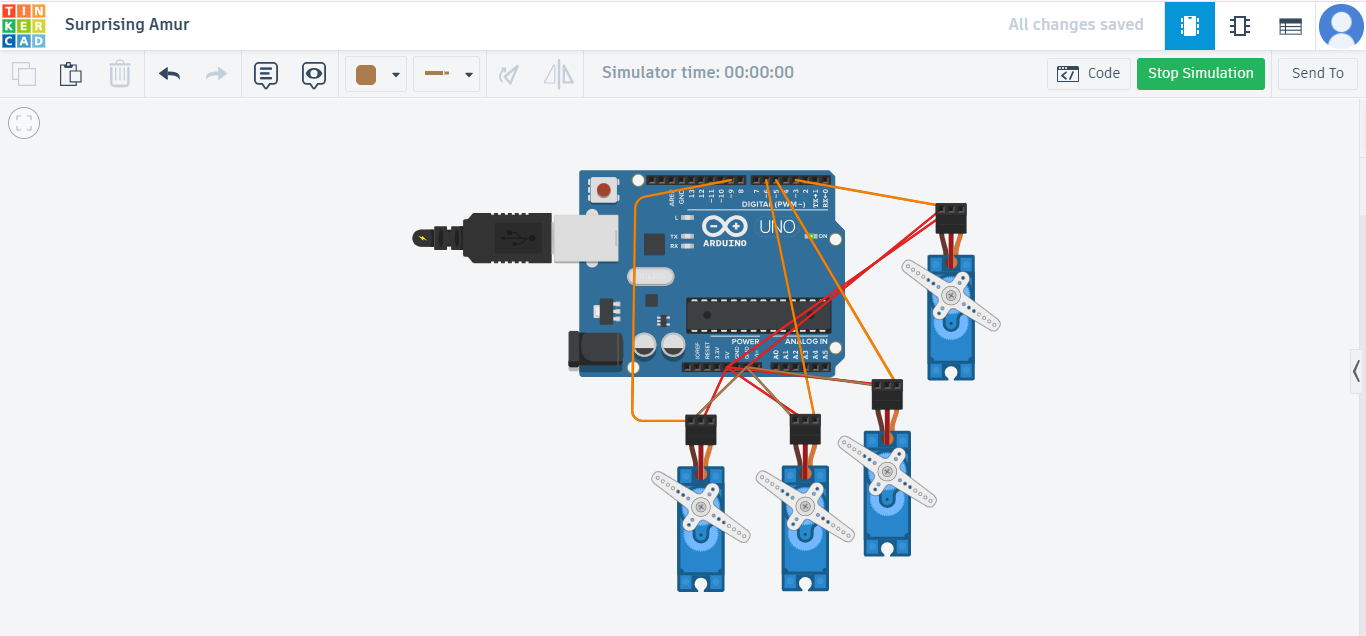 TIN
KER
CAD
Surprising Amur
All changes saved
Simulator time: 00:00:00
Code
Stop Simulation
Send To
AREF
GND
13
12
~11
~10
~9
8
7
~6
~5
4
~3
2
TX→1
RX←0
DIGITAL (PWM ~)
L
TX
RX
ARDUINO
UNO
ON
POWER
ANALOG IN
IOREF
RESET
3.3V
5V
GND
GND
A0
A1
A2
A3
A4
A5